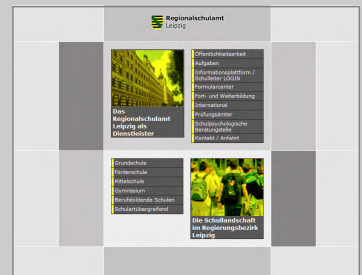 Regionalschulamt
Leipzig
Das
Regionalschulamt
Leipzig als
Dienstleister
Öffentlichkeitsarbeit
Aufgaben
Informationsplattform /
Schulleiter LOGIN
Formularcenter
Fort- und Weiterbildung
International
Prüfungsämter
Schulpsychologische
Beratungstelle
Kontakt / Anfahrt
Grundschule
Förderschule
Mittelschule
Gymnasium
Berufsbildende Schulen
Schulartübergreifend
Die Schullandschaft
im Regierungsbezirk
Leipzig